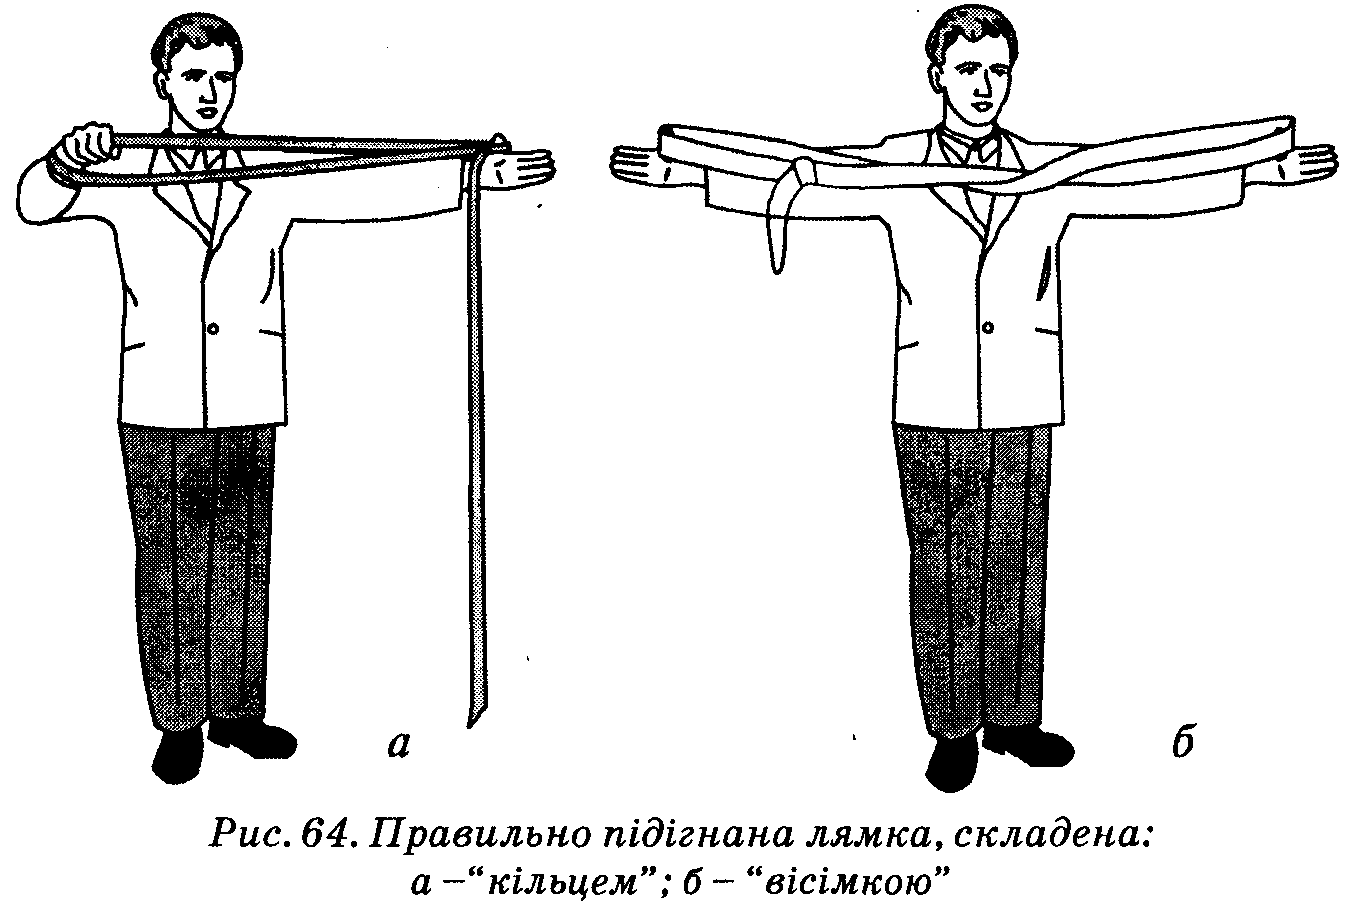 а
б
Рис. 64. Правильно підігнана лямка, складена:
а –“кільцем”; б – “вісімкою”